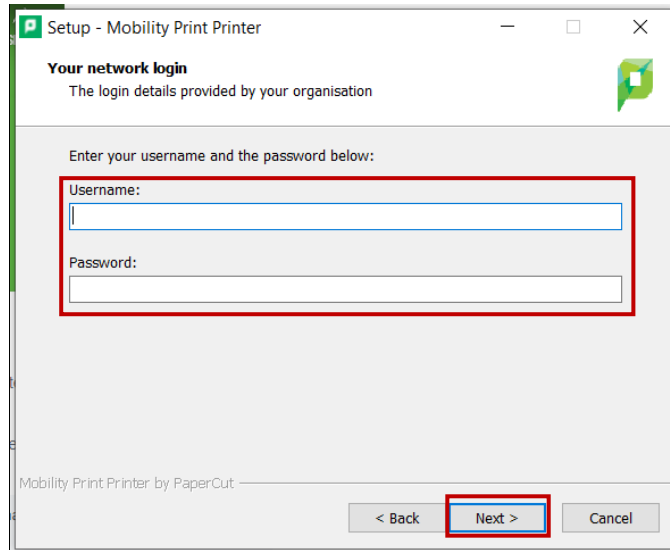 Setup - Mobility Print Printer
Your network login
The login details provided by your organisation
Enter your username and the password below:
Username:
Password:
Mobility Print Printer by PaperCut
< Back Next > Cancel